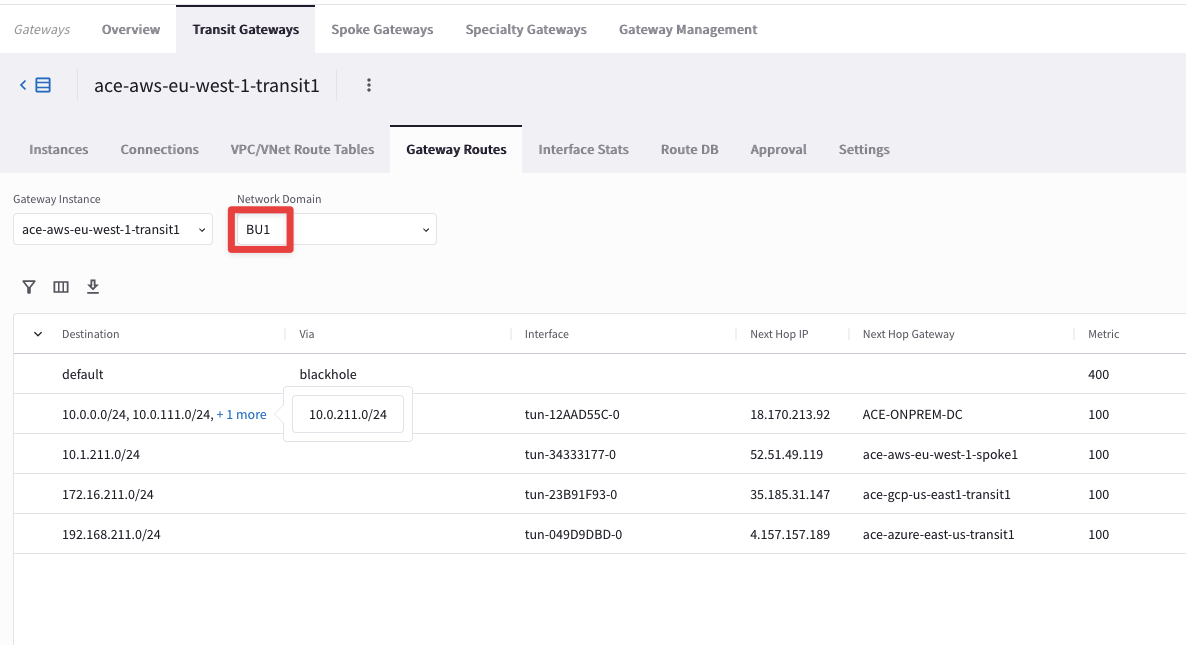 Gateways Overview Transit Gateways Spoke Gateways Specialty Gateways Gateway Management
ace-aws-eu-west-1-transit1
Instances Connections VPC/VNet Route Tables Gateway Routes Interface Stats Route DB Approval Settings
Gateway Instance Network Domain
ace-aws-eu-west-1-transit1 BU1
Destination Via Interface Next Hop IP Next Hop Gateway Metric
default blackhole 400
10.0.0.0/24, 10.0.111.0/24, + 1 more 10.0.211.0/24 tun-12AAD55C-0 18.170.213.92 ACE-ONPREM-DC 100
10.1.211.0/24 tun-34333177-0 52.51.49.119 ace-aws-eu-west-1-spoke1 100
172.16.211.0/24 tun-23B91F93-0 35.185.31.147 ace-gcp-us-east1-transit1 100
192.168.211.0/24 tun-049D9DBD-0 4.157.157.189 ace-azure-east-us-transit1 100